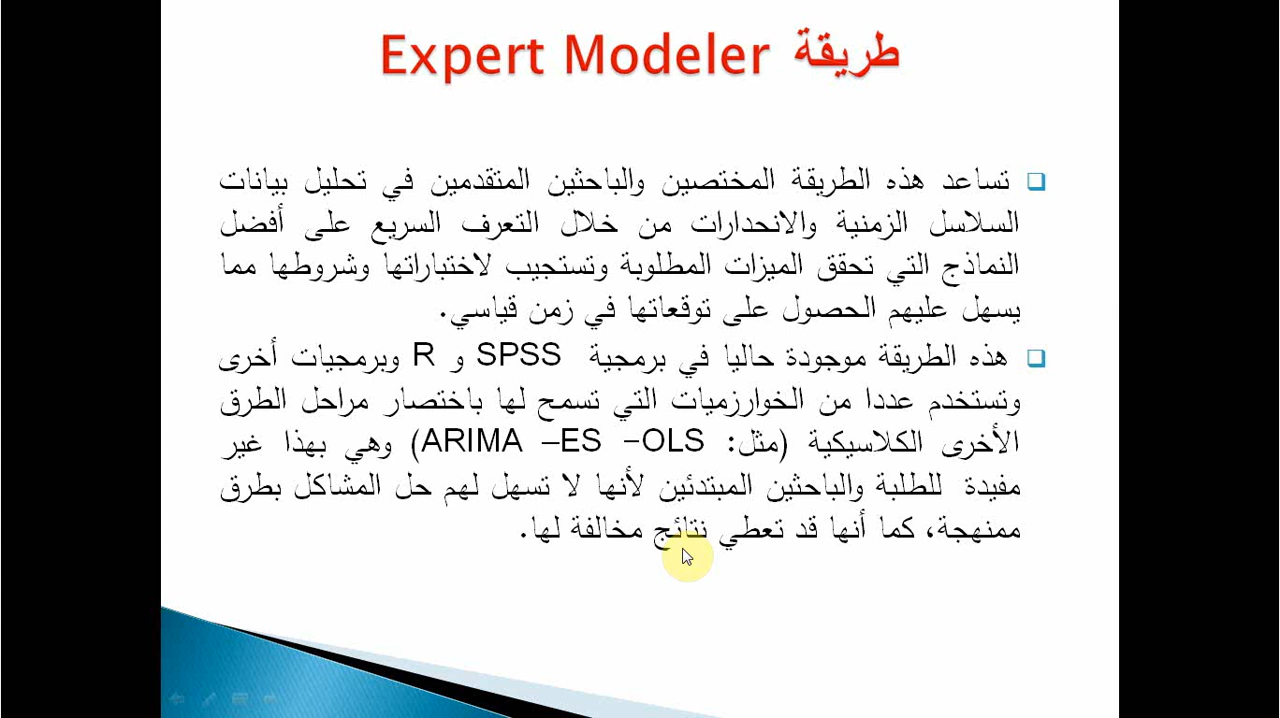 طريقة Expert Modeler
تساعد هذه الطريقة المختصين والباحثين المتقدمين في تحليل بيانات
السلاسل الزمنية والانحدارات من خلال التعرف السريع على أفضل
النماذج التي تحقق الميزات المطلوبة وتستجيب لاختباراتها وشروطها مما
يسهل عليهم الحصول على توقعاتها في زمن قياسي.
هذه الطريقة موجودة حاليا في برمجية SPSS و R وبرمجيات أخرى
وتستخدم عددا من الخوارزميات التي تسمح لها باختصار مراحل الطرق
الأخرى الكلاسيكية (مثل: ARIMA –ES -OLS) وهي بهذا غير
مفيدة للطلبة والباحثين المبتدئين لأنها لا تسهل لهم حل المشاكل بطرق
ممنهجة، كما أنها قد تعطي نتائج مخالفة لها.